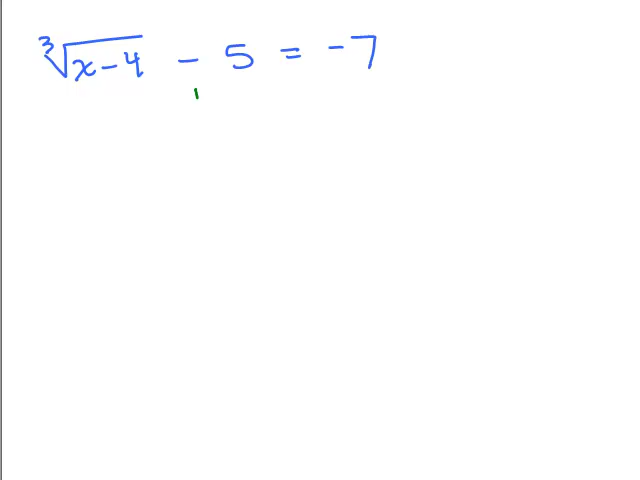 ∛(x-4) - 5 = -7